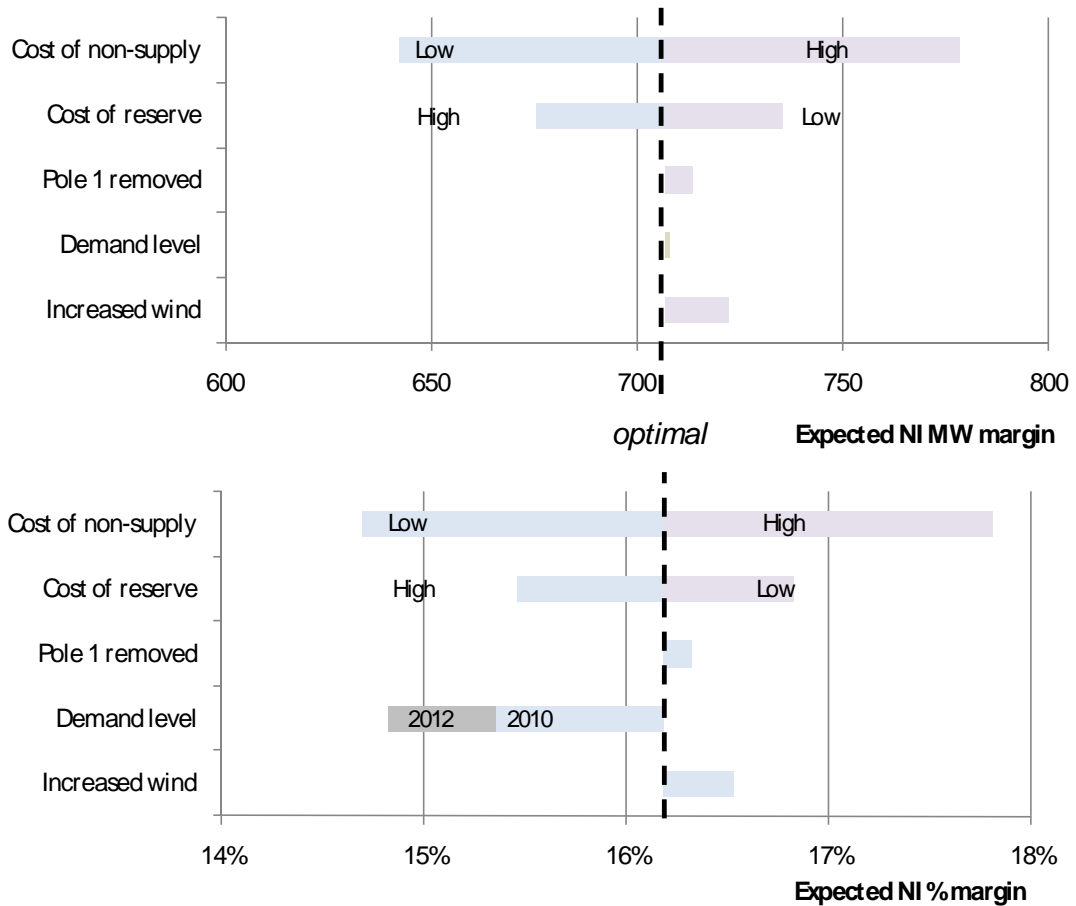 Cost of non-supply Low High
Cost of reserve High Low
Pole 1 removed
Demand level
Increased wind
600 650 700 750 800
optimal Expected NI MW margin
Cost of non-supply Low High
Cost of reserve High Low
Pole 1 removed
Demand level 2012 2010
Increased wind
14% 15% 16% 17% 18%
Expected NI % margin